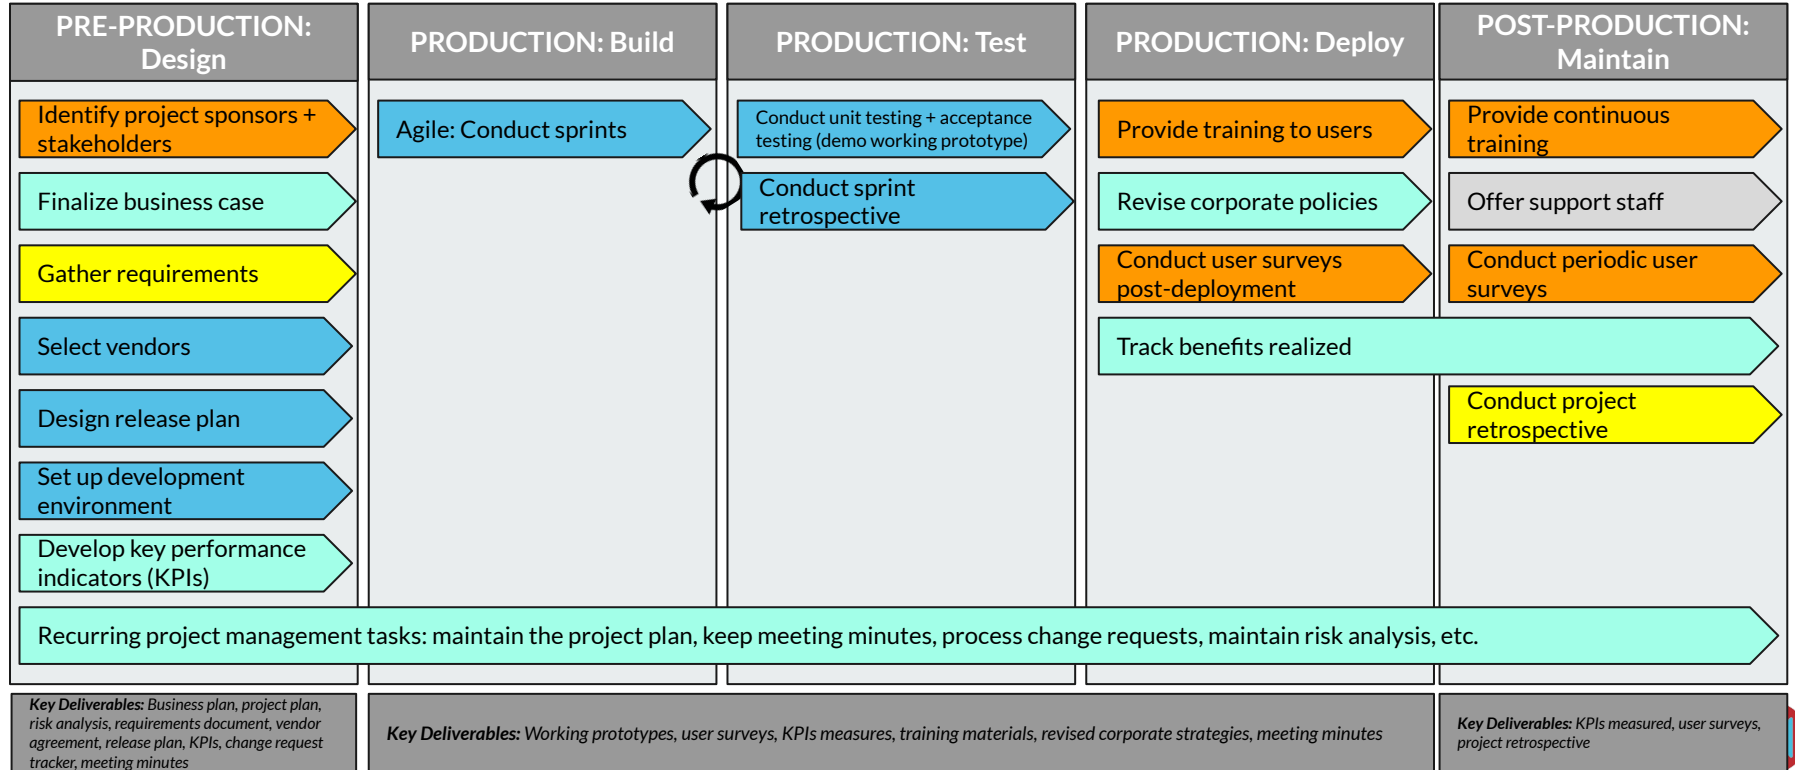 PRE-PRODUCTION:
Design
Identify project sponsors +
stakeholders
Finalize business case
Gather requirements
Select vendors
Design release plan
Set up development
environment
Develop key performance
indicators (KPIs)
PRODUCTION: Build
Agile: Conduct sprints
PRODUCTION: Test
Conduct unit testing + acceptance
testing (demo working prototype)
Conduct sprint
retrospective
PRODUCTION: Deploy
Provide training to users
Revise corporate policies
Conduct user surveys
post-deployment
Track benefits realized
POST-PRODUCTION:
Maintain
Provide continuous
training
Offer support staff
Conduct periodic user
surveys
Conduct project
retrospective
Recurring project management tasks: maintain the project plan, keep meeting minutes, process change requests, maintain risk analysis, etc.
Key Deliverables: Business plan, project plan,
risk analysis, requirements document, vendor
agreement, release plan, KPIs, change request
tracker, meeting minutes
Key Deliverables: Working prototypes, user surveys, KPIs measures, training materials, revised corporate strategies, meeting minutes
Key Deliverables: KPIs measured, user surveys,
project retrospective